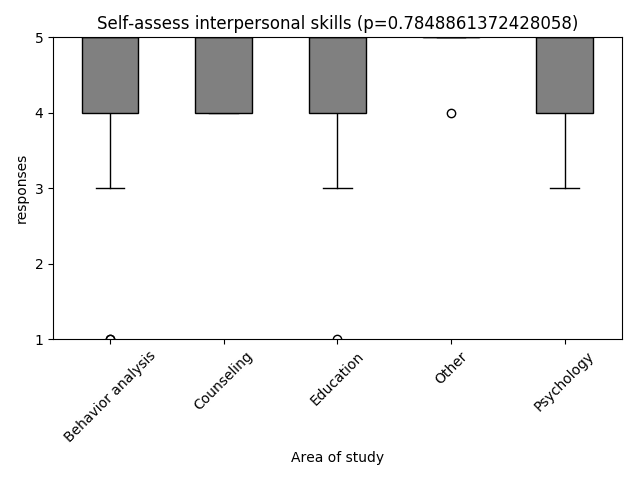 Self-assess interpersonal skills (p=0.7848861372428058)
5
4
3
2
1
responses
Behavior analysis
Counseling
Education
Other
Psychology
Area of study